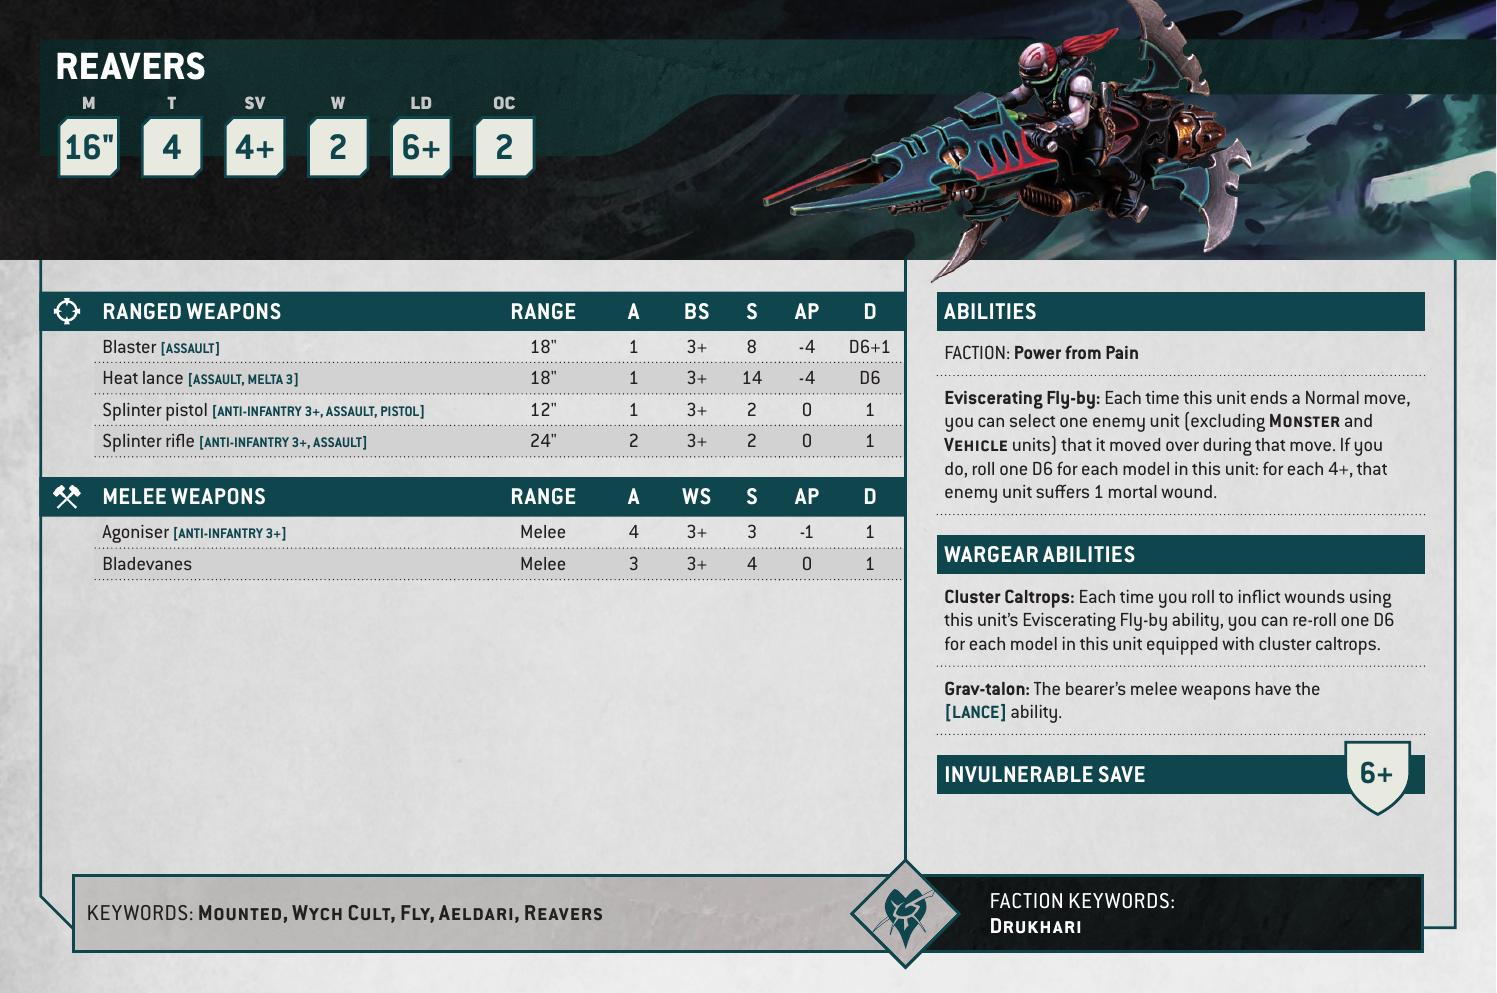 REAVERS
M T SV W LD OC
16" 4 4+ 2 6+ 2
RANGED WEAPONS RANGE A BS S AP D
Blaster [ASSAULT] 18" 1 3+ 8 -4 D6+1
Heat lance [ASSAULT, MELTA 3] 18" 1 3+ 14 -4 D6
Splinter pistol [ANTI-INFANTRY 3+, ASSAULT, PISTOL] 12" 1 3+ 2 0 1
Splinter rifle [ANTI-INFANTRY 3+, ASSAULT] 24" 2 3+ 2 0 1
MELEE WEAPONS RANGE A WS S AP D
Agoniser [ANTI-INFANTRY 3+] Melee 4 3+ 3 -1 1
Bladevanes Melee 3 3+ 4 0 1
ABILITIES
FACTION: Power from Pain
Eviscerating Fly-by: Each time this unit ends a Normal move,
you can select one enemy unit (excluding MONSTER and
VEHICLE units) that it moved over during that move. If you
do, roll one D6 for each model in this unit: for each 4+, that
enemy unit suffers 1 mortal wound.
WARGEAR ABILITIES
Cluster Caltrops: Each time you roll to inflict wounds using
this unit's Eviscerating Fly-by ability, you can re-roll one D6
for each model in this unit equipped with cluster caltrops.
Grav-talon: The bearer's melee weapons have the
[LANCE] ability.
INVULNERABLE SAVE 6+
KEYWORDS: MOUNTED, WYCH CULT, FLY, AELDARI, REAVERS
FACTION KEYWORDS:
DRUKHARI